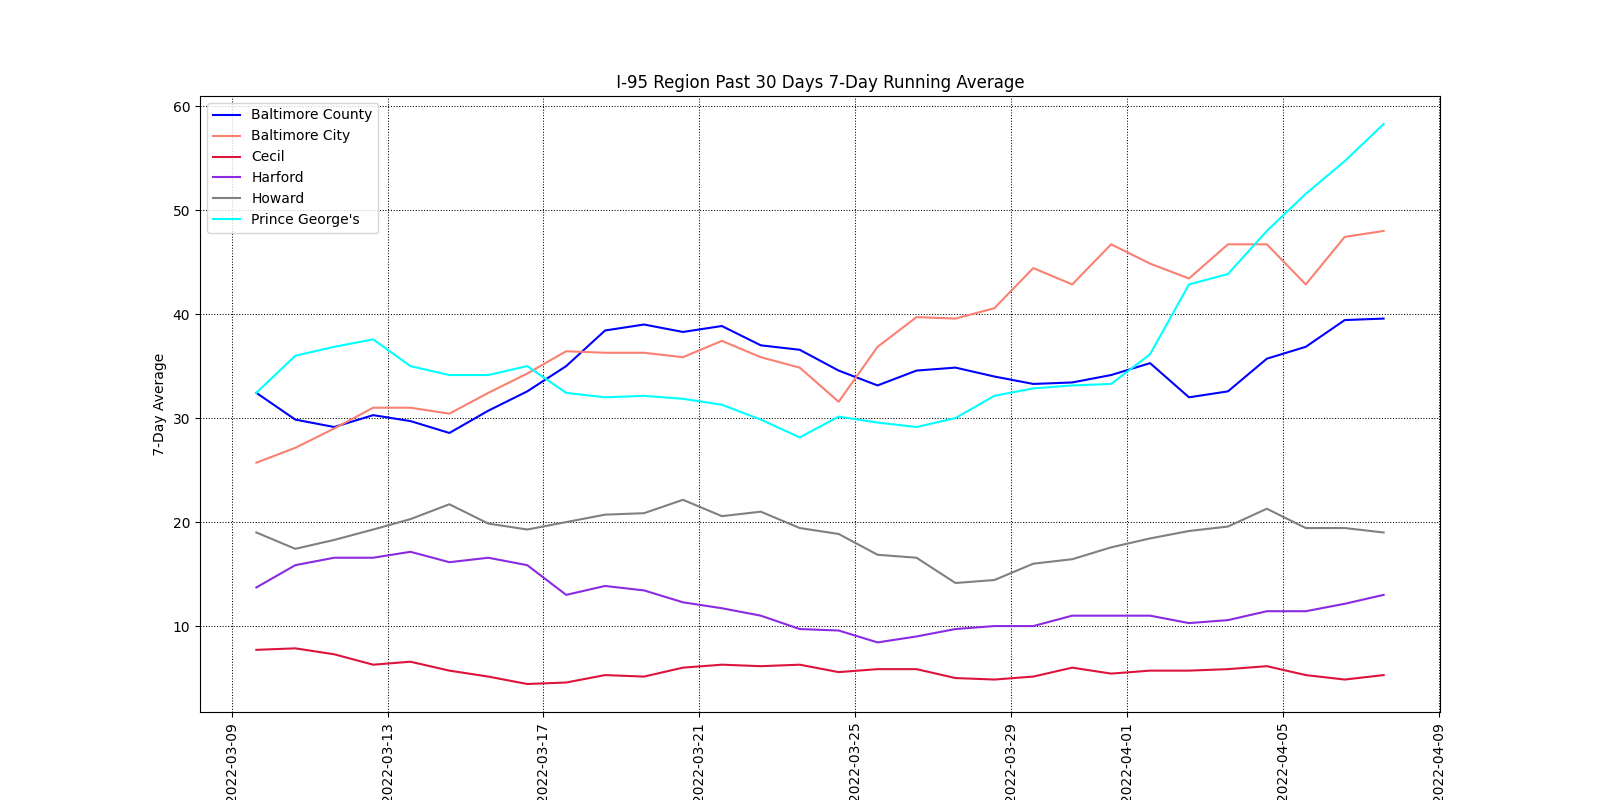 I-95 Region Past 30 Days 7-Day Running Average
60
50
40
30
20
10
7-Day Average
Baltimore County
Baltimore City
Cecil
Harford
Howard
Prince George's
2022-03-09
2022-03-13
2022-03-17
2022-03-21
2022-03-25
2022-03-29
2022-04-01
2022-04-05
2022-04-09